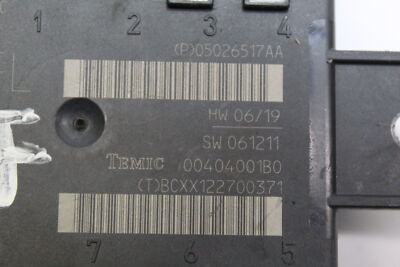 1 2 3 4
(P)05026517AA
HW 06/19
SW 061211
TEMIC 00404001B0
(T)BCXX122700371
7 6 5